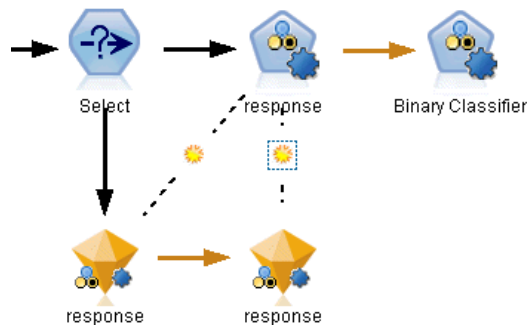 Select
response
Binary Classifier
response
response